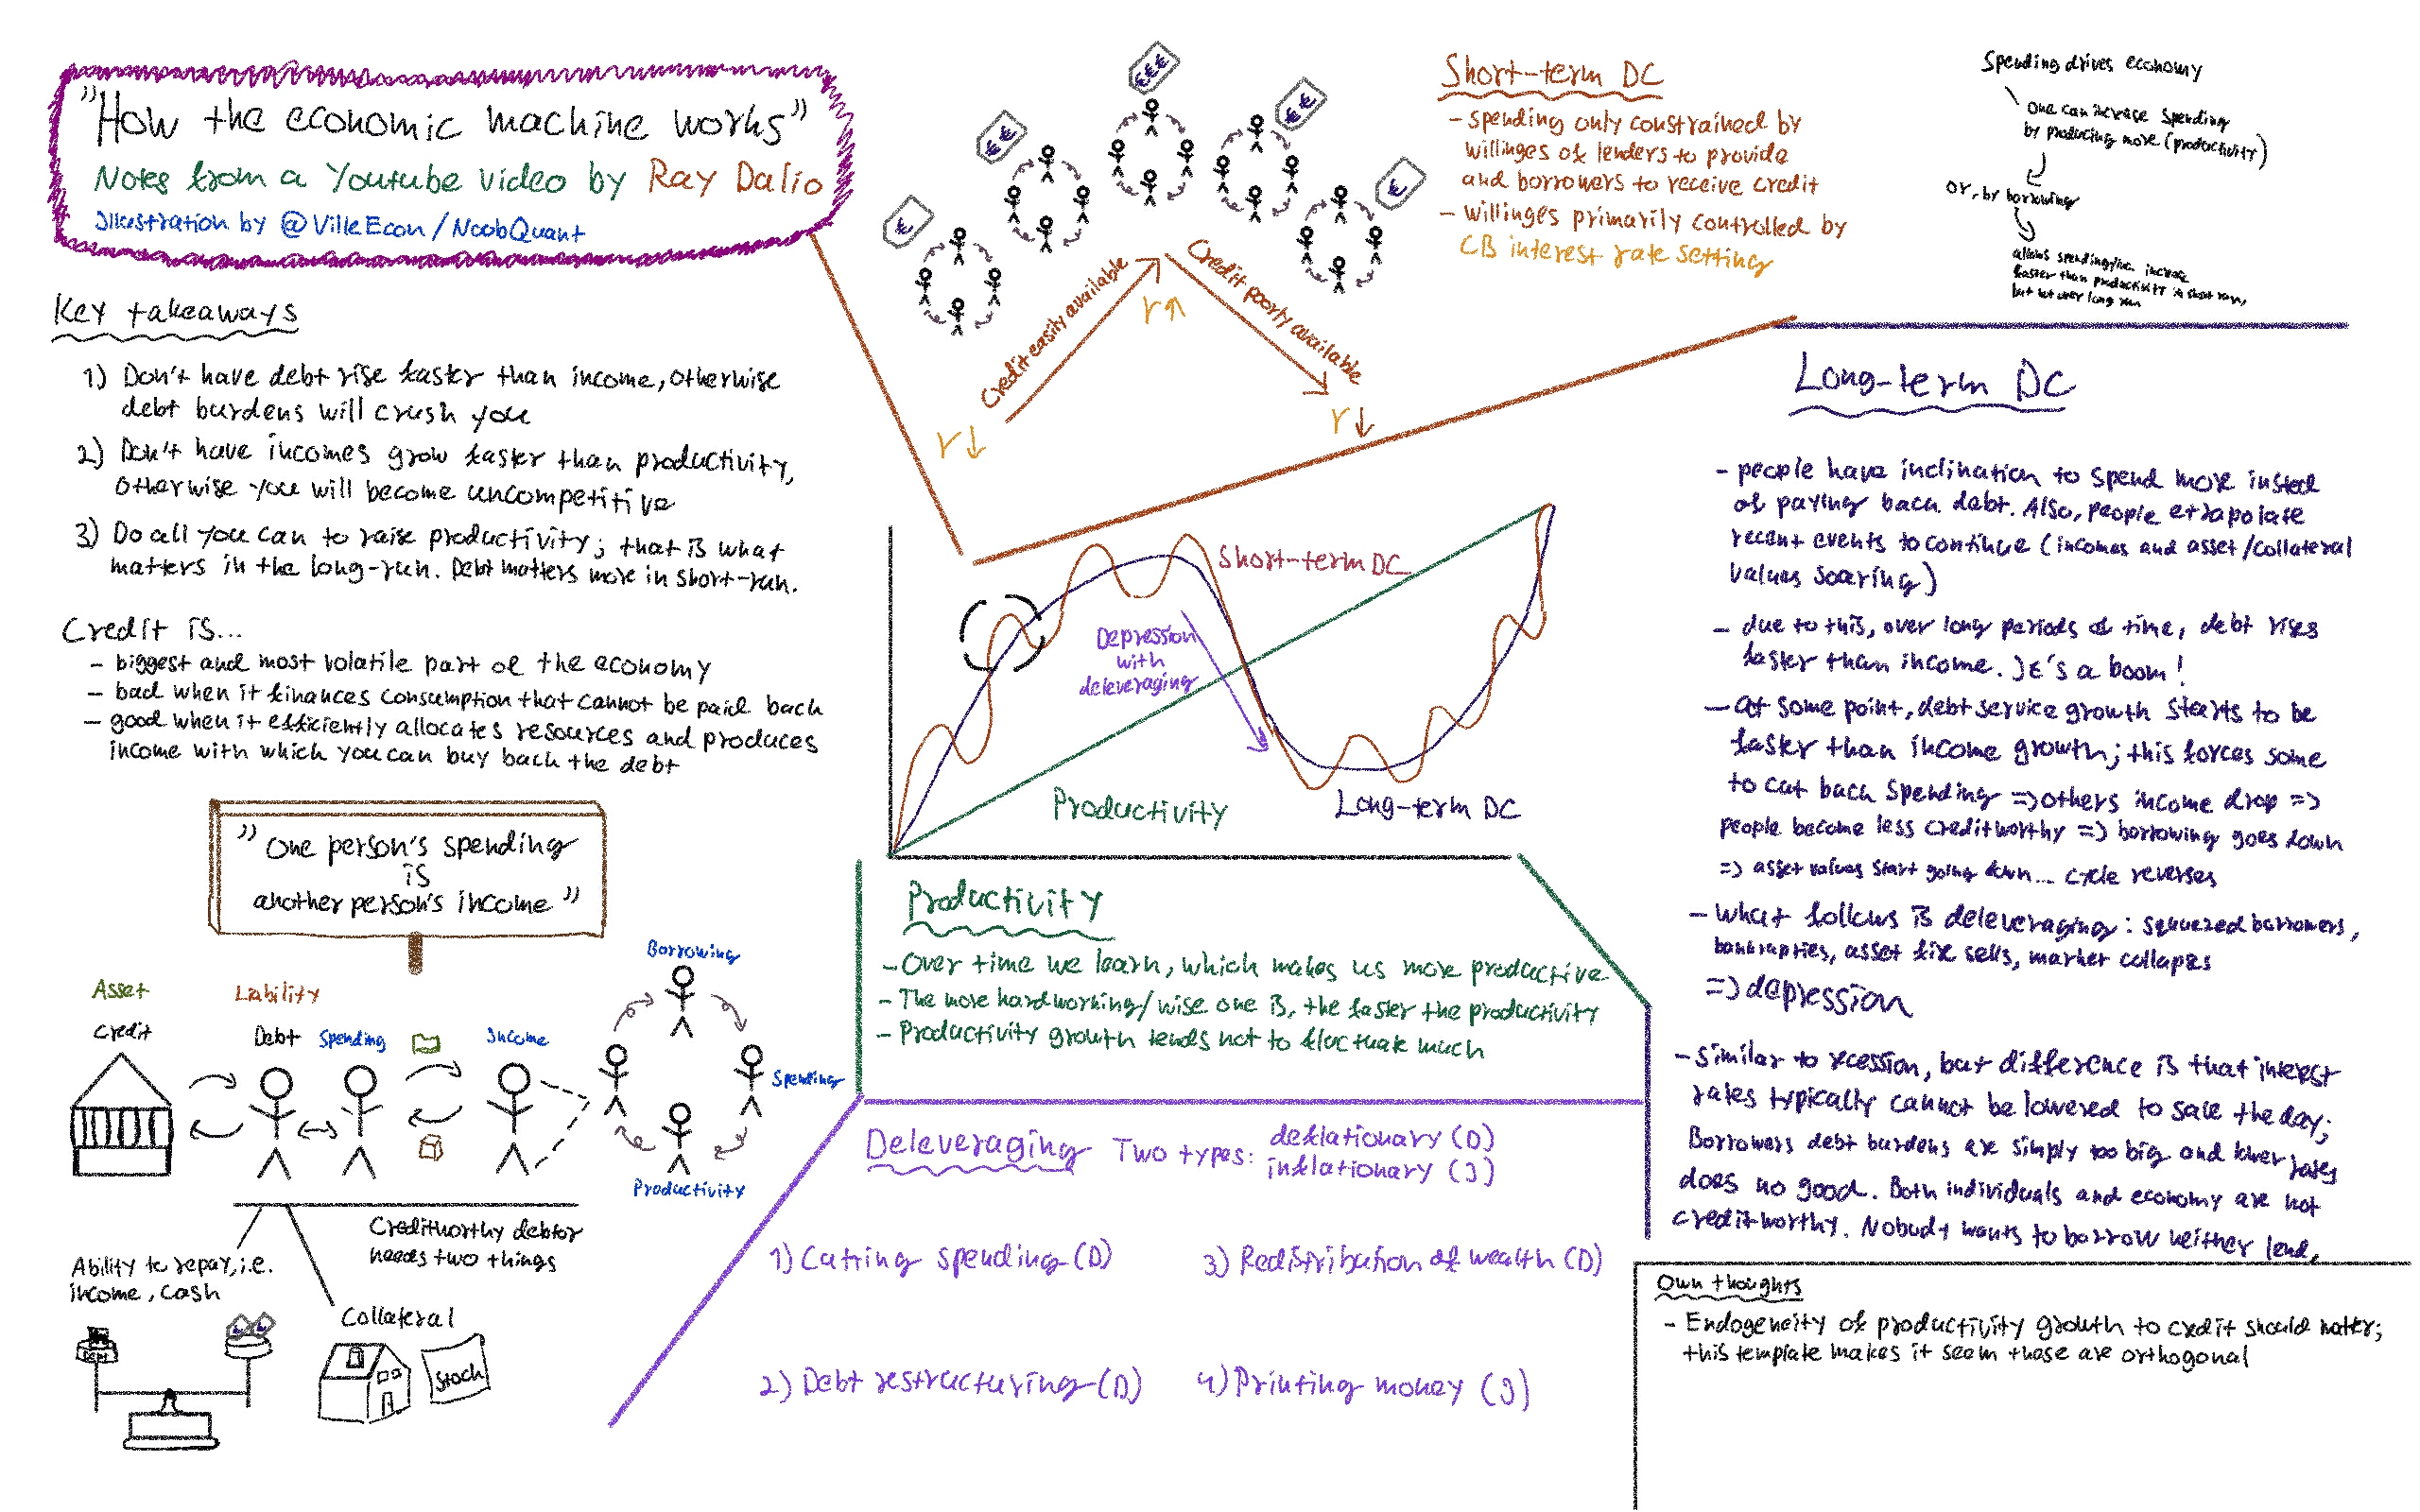 "How the economic machine works"
Notes from a Youtube video by Ray Dalio
Illustration by @VilleEcon/NoobQuant
Key takeaways
1) Don't have debt rise faster than income, otherwise
debt burdens will crush you
2) Don't have incomes grow faster than productivity,
otherwise you will become uncompetitive
3) Do all you can to raise productivity; that is what
matters in the long-run. Debt matters more in short-run.
Credit is...
- biggest and most volatile part of the economy
- bad when it finances consumption that cannot be paid back
- good when it efficiently allocates resources and produces
income with which you can buy back the debt
"One person's spending
is
another person's income"
Asset
Liability
Credit
Debt
Spending
Income
Borrowing
Spending
Productivity
Creditworthy debtor
needs two things
Ability to repay, i.e.
income, cash
Collateral
Stock
€
€€
€€€
€€
€
Credit easily available
Credit poorly available
r↓
r↑
r↓
Short-term DC
- spending only constrained by
willinges of lenders to provide
and borrowers to receive credit
- willinges primarily controlled by
CB interest rate setting
Spending drives economy
One can increase spending
by producing more (productivity)
or, by borrowing
allows spending/inc. increase
faster than productivity in short run,
but not over long run
Short-term DC
Depression
with
deleveraging
Productivity
Long-term DC
Productivity
- Over time we learn, which makes us more productive
- The more hardworking/wise one is, the faster the productivity
- Productivity growth tends not to fluctuate much
Deleveraging Two types: deflationary (D)
inflationary (I)
1) Cutting spending (D)
3) Redistribution of wealth (D)
2) Debt restructuring (D)
4) Printing money (I)
Long-term DC
- people have inclination to spend more insted
of paying back debt. Also, people etrapolate
recent events to continue (incomes and asset/collateral
values soaring)
- due to this, over long periods of time, debt rises
faster than income. It's a boom!
- at some point, debt service growth starts to be
faster than income growth; this forces some
to cut back spending => others income drop =>
people become less creditworthy => borrowing goes down
=> asset values start going down... cycle reverses
- What follows is deleveraging: squeezed borrowers,
bankrupties, asset fire sells, market collapses
=> depression
- similar to recession, but difference is that interest
rates typically cannot be lowered to save the day;
Borrowers debt burdens are simply too big and lower rates
does no good. Both individuals and economy are not
creditworthy. Nobody wants to borrow neither lend.
Own thoughts
- Endogeneity of productivity growth to credit should matter;
this template makes it seem those are orthogonal